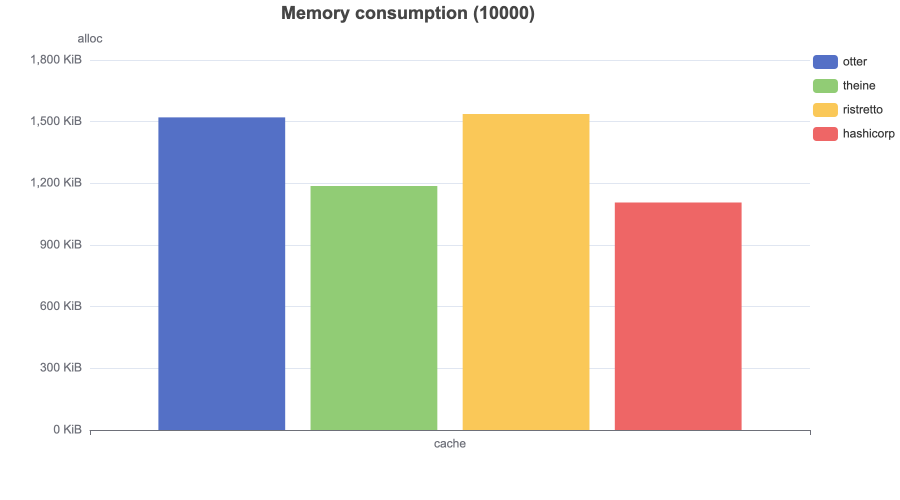 Memory consumption (10000)
alloc
1,800 KiB
1,500 KiB
1,200 KiB
900 KiB
600 KiB
300 KiB
0 KiB
cache
otter
theine
ristretto
hashicorp